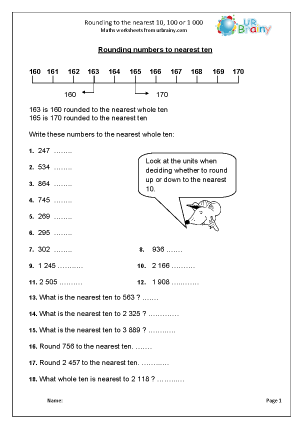 Rounding to the nearest 10, 100 or 1 000
Maths worksheets from urbrainy.com
UR Brainy
Rounding numbers to nearest ten
160 161 162 163 164 165 166 167 168 169 170
160 170
163 is 160 rounded to the nearest whole ten
165 is 170 rounded to the nearest ten
Write these numbers to the nearest whole ten:
1. 247 ........
2. 534 ........
3. 864 ........
4. 745 ........
5. 269 ........
6. 295 ........
Look at the units when
deciding whether to round
up or down to the nearest
10.
7. 302 ........ 8. 936 .......
9. 1 245 ........... 10. 2 166 ..........
11. 2 505 ........... 12. 1 908 ...........
13. What is the nearest ten to 563 ? .......
14. What is the nearest ten to 2 325 ? .............
15. What is the nearest ten to 3 889 ? ...........
16. Round 756 to the nearest ten. .......
17. Round 2 457 to the nearest ten. ............
18. What whole ten is nearest to 2 118 ? ............
Name: Page 1